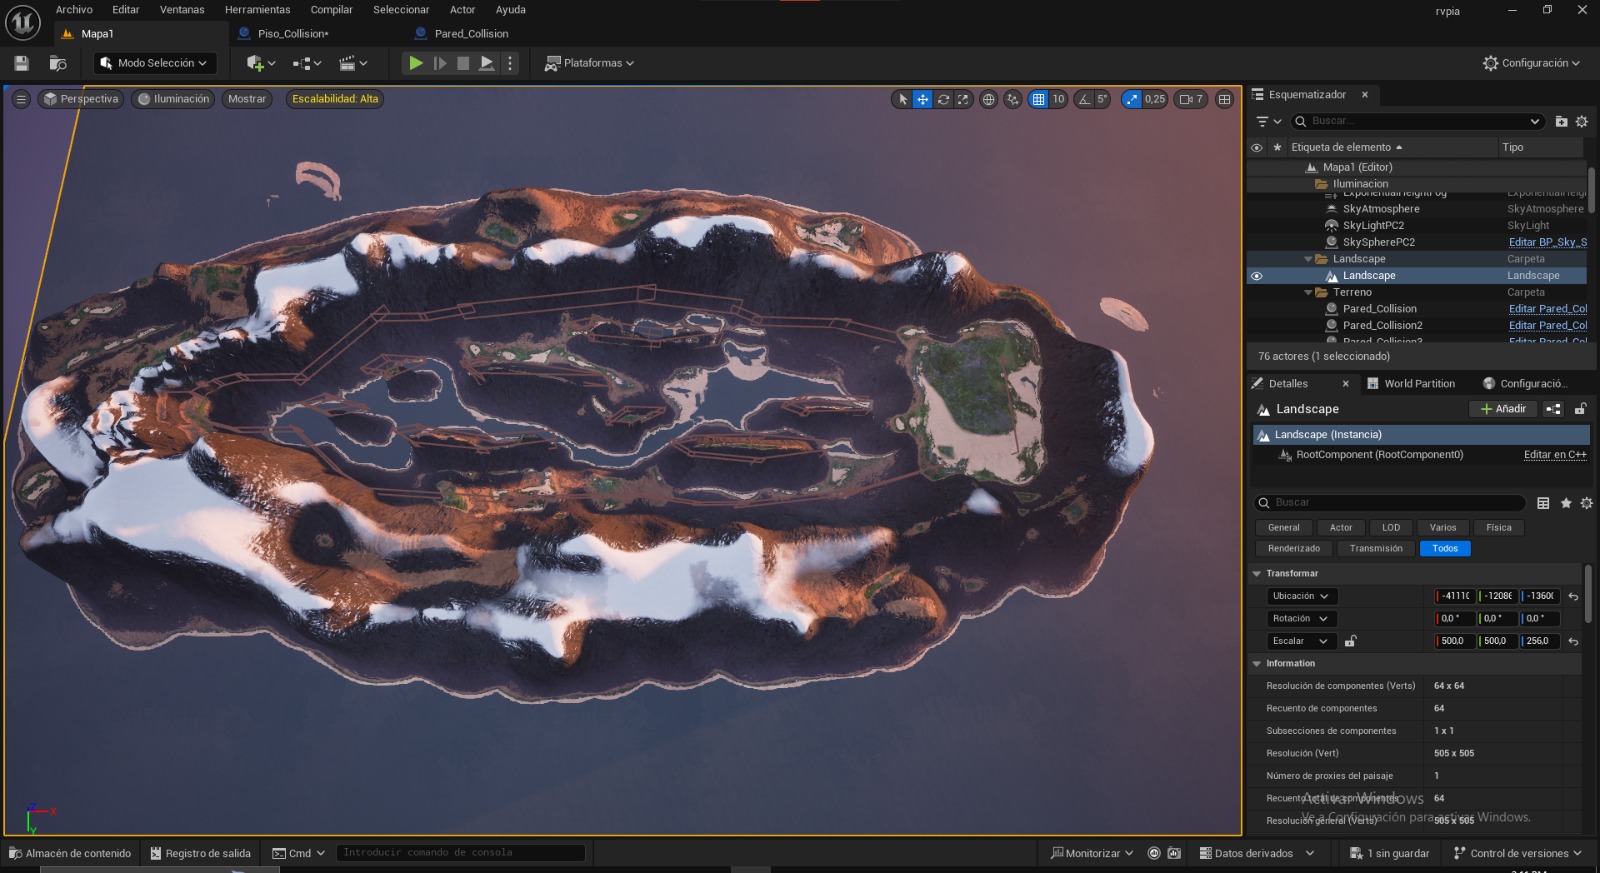 Archivo Editar Ventanas Herramientas Compilar Seleccionar Actor Ayuda
rvpia
Mapa1 Piso_Collision* Pared_Collision
Modo Selección Plataformas Configuración
Perspectiva Iluminación Mostrar Escalabilidad: Alta 10 5° 0,25 7
Esquematizador
Buscar...
Etiqueta de elemento Tipo
Mapa1 (Editor)
Iluminacion
ExponentialHeightFog ExponentialHeigh
SkyAtmosphere SkyAtmosphere
SkyLightPC2 SkyLight
SkySpherePC2 Editar BP_Sky_S
Landscape Carpeta
Landscape Landscape
Terreno Carpeta
Pared_Collision Editar Pared_Col
Pared_Collision2 Editar Pared_Col
Pared_Collision3 Editar Pared_Col
76 actores (1 seleccionado)
Detalles World Partition Configuració...
Landscape Añadir
Landscape (Instancia)
RootComponent (RootComponent0) Editar en C++
Buscar
General Actor LOD Varios Física
Renderizado Transmisión Todos
Transformar
Ubicación -4111( -1208( -1360(
Rotación 0,0 ° 0,0 ° 0,0 °
Escalar 500,0 500,0 256,0
Information
Resolución de componentes (Verts) 64 x 64
Recuento de componentes 64
Subsecciones de componentes 1 x 1
Resolución (Vert) 505 x 505
Número de proxies del paisaje 1
Recuento total de componentes 64
Activar Windows
Ve a Configuración para activar Windows.
Resolución general (Verts) 505 x 505
Z X Y
Almacén de contenido Registro de salida Cmd Introducir comando de consola Monitorizar Datos derivados 1 sin guardar Control de versiones